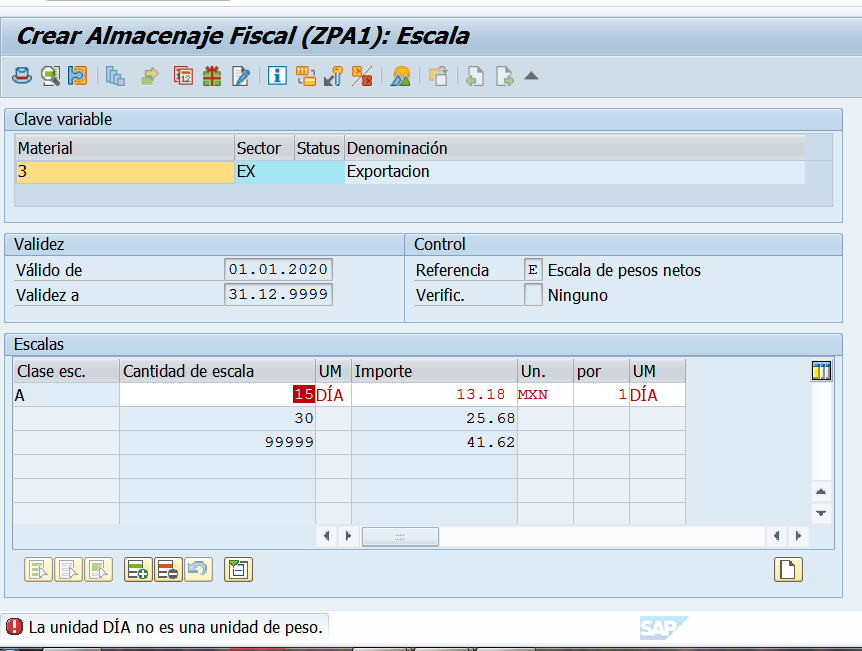 Crear Almacenaje Fiscal (ZPA1): Escala
Clave variable
Material Sector Status Denominación
3 EX Exportacion
Validez Control
Válido de 01.01.2020 Referencia E Escala de pesos netos
Validez a 31.12.9999 Verific. Ninguno
Escalas
Clase esc. Cantidad de escala UM Importe Un. por UM
A 15 DÍA 13.18 MXN 1 DÍA
30 25.68
99999 41.62
La unidad DÍA no es una unidad de peso. SAP